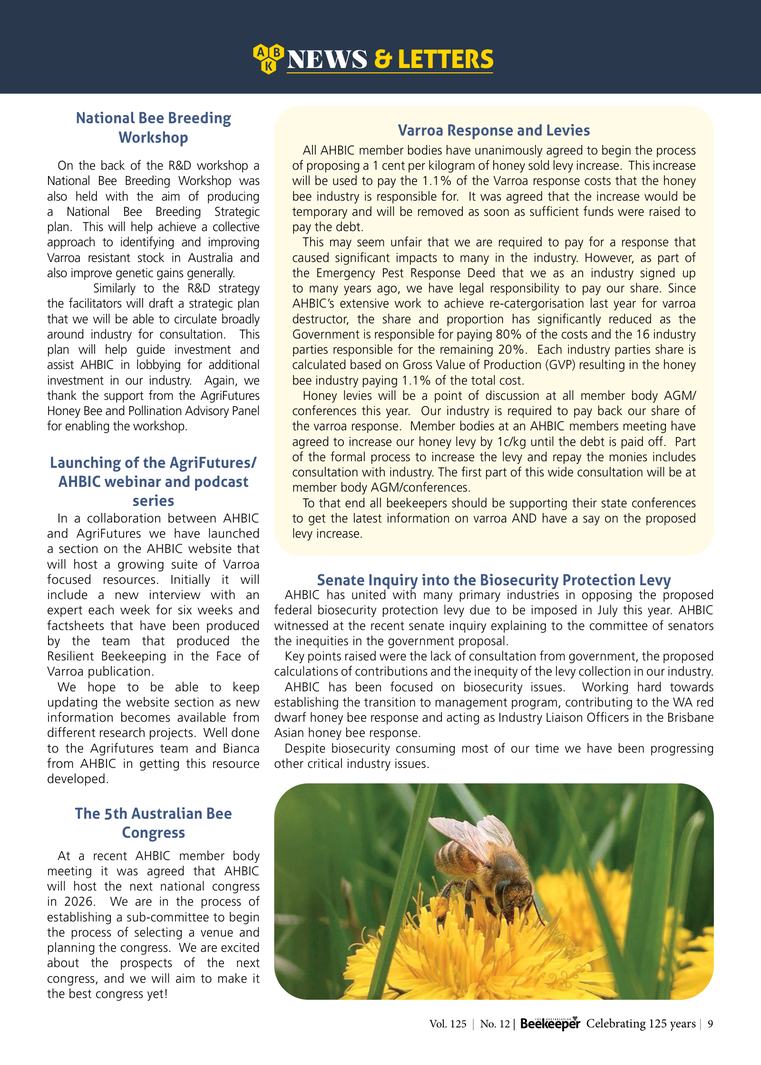 A B K NEWS & LETTERS
National Bee Breeding
Workshop
On the back of the R&D workshop a
National Bee Breeding Workshop was
also held with the aim of producing
a National Bee Breeding Strategic
plan. This will help achieve a collective
approach to identifying and improving
Varroa resistant stock in Australia and
also improve genetic gains generally.
Similarly to the R&D strategy
the facilitators will draft a strategic plan
that we will be able to circulate broadly
around industry for consultation. This
plan will help guide investment and
assist AHBIC in lobbying for additional
investment in our industry. Again, we
thank the support from the AgriFutures
Honey Bee and Pollination Advisory Panel
for enabling the workshop.
Launching of the AgriFutures/
AHBIC webinar and podcast
series
In a collaboration between AHBIC
and AgriFutures we have launched
a section on the AHBIC website that
will host a growing suite of Varroa
focused resources. Initially it will
include a new interview with an
expert each week for six weeks and
factsheets that have been produced
by the team that produced the
Resilient Beekeeping in the Face of
Varroa publication.
We hope to be able to keep
updating the website section as new
information becomes available from
different research projects. Well done
to the Agrifutures team and Bianca
from AHBIC in getting this resource
developed.
The 5th Australian Bee
Congress
At a recent AHBIC member body
meeting it was agreed that AHBIC
will host the next national congress
in 2026. We are in the process of
establishing a sub-committee to begin
the process of selecting a venue and
planning the congress. We are excited
about the prospects of the next
congress, and we will aim to make it
the best congress yet!
Varroa Response and Levies
All AHBIC member bodies have unanimously agreed to begin the process
of proposing a 1 cent per kilogram of honey sold levy increase. This increase
will be used to pay the 1.1% of the Varroa response costs that the honey
bee industry is responsible for. It was agreed that the increase would be
temporary and will be removed as soon as sufficient funds were raised to
pay the debt.
This may seem unfair that we are required to pay for a response that
caused significant impacts to many in the industry. However, as part of
the Emergency Pest Response Deed that we as an industry signed up
to many years ago, we have legal responsibility to pay our share. Since
AHBIC's extensive work to achieve re-catergorisation last year for varroa
destructor, the share and proportion has significantly reduced as the
Government is responsible for paying 80% of the costs and the 16 industry
parties responsible for the remaining 20%. Each industry parties share is
calculated based on Gross Value of Production (GVP) resulting in the honey
bee industry paying 1.1% of the total cost.
Honey levies will be a point of discussion at all member body AGM/
conferences this year. Our industry is required to pay back our share of
the varroa response. Member bodies at an AHBIC members meeting have
agreed to increase our honey levy by 1c/kg until the debt is paid off. Part
of the formal process to increase the levy and repay the monies includes
consultation with industry. The first part of this wide consultation will be at
member body AGM/conferences.
To that end all beekeepers should be supporting their state conferences
to get the latest information on varroa AND have a say on the proposed
levy increase.
Senate Inquiry into the Biosecurity Protection Levy
AHBIC has united with many primary industries in opposing the proposed
federal biosecurity protection levy due to be imposed in July this year. AHBIC
witnessed at the recent senate inquiry explaining to the committee of senators
the inequities in the government proposal.
Key points raised were the lack of consultation from government, the proposed
calculations of contributions and the inequity of the levy collection in our industry.
AHBIC has been focused on biosecurity issues. Working hard towards
establishing the transition to management program, contributing to the WA red
dwarf honey bee response and acting as Industry Liaison Officers in the Brisbane
Asian honey bee response.
Despite biosecurity consuming most of our time we have been progressing
other critical industry issues.
Vol. 125 | No. 12 | Beekeeper Celebrating 125 years | 9